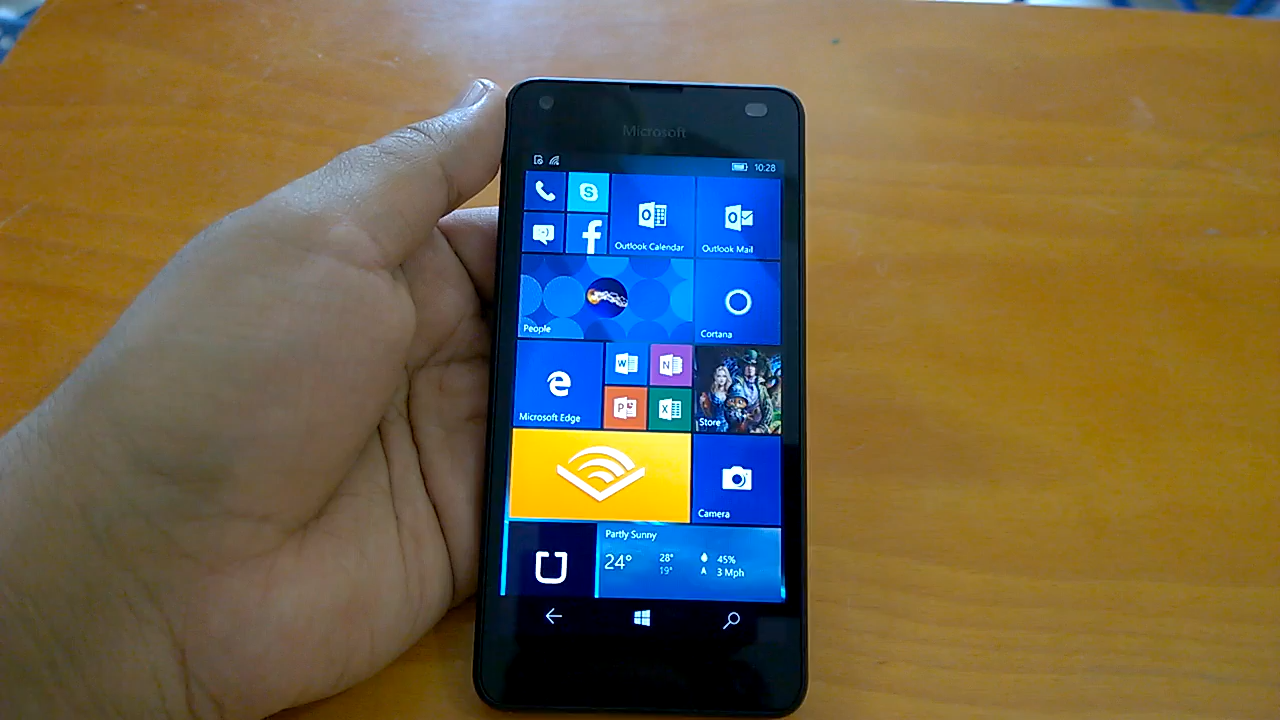 Microsoft
10:28
Outlook Calendar
Outlook Mail
People
Cortana
Microsoft Edge
W
N
P
X
Store
Camera
Partly Sunny
24° 28° 45%
19° 3 Mph